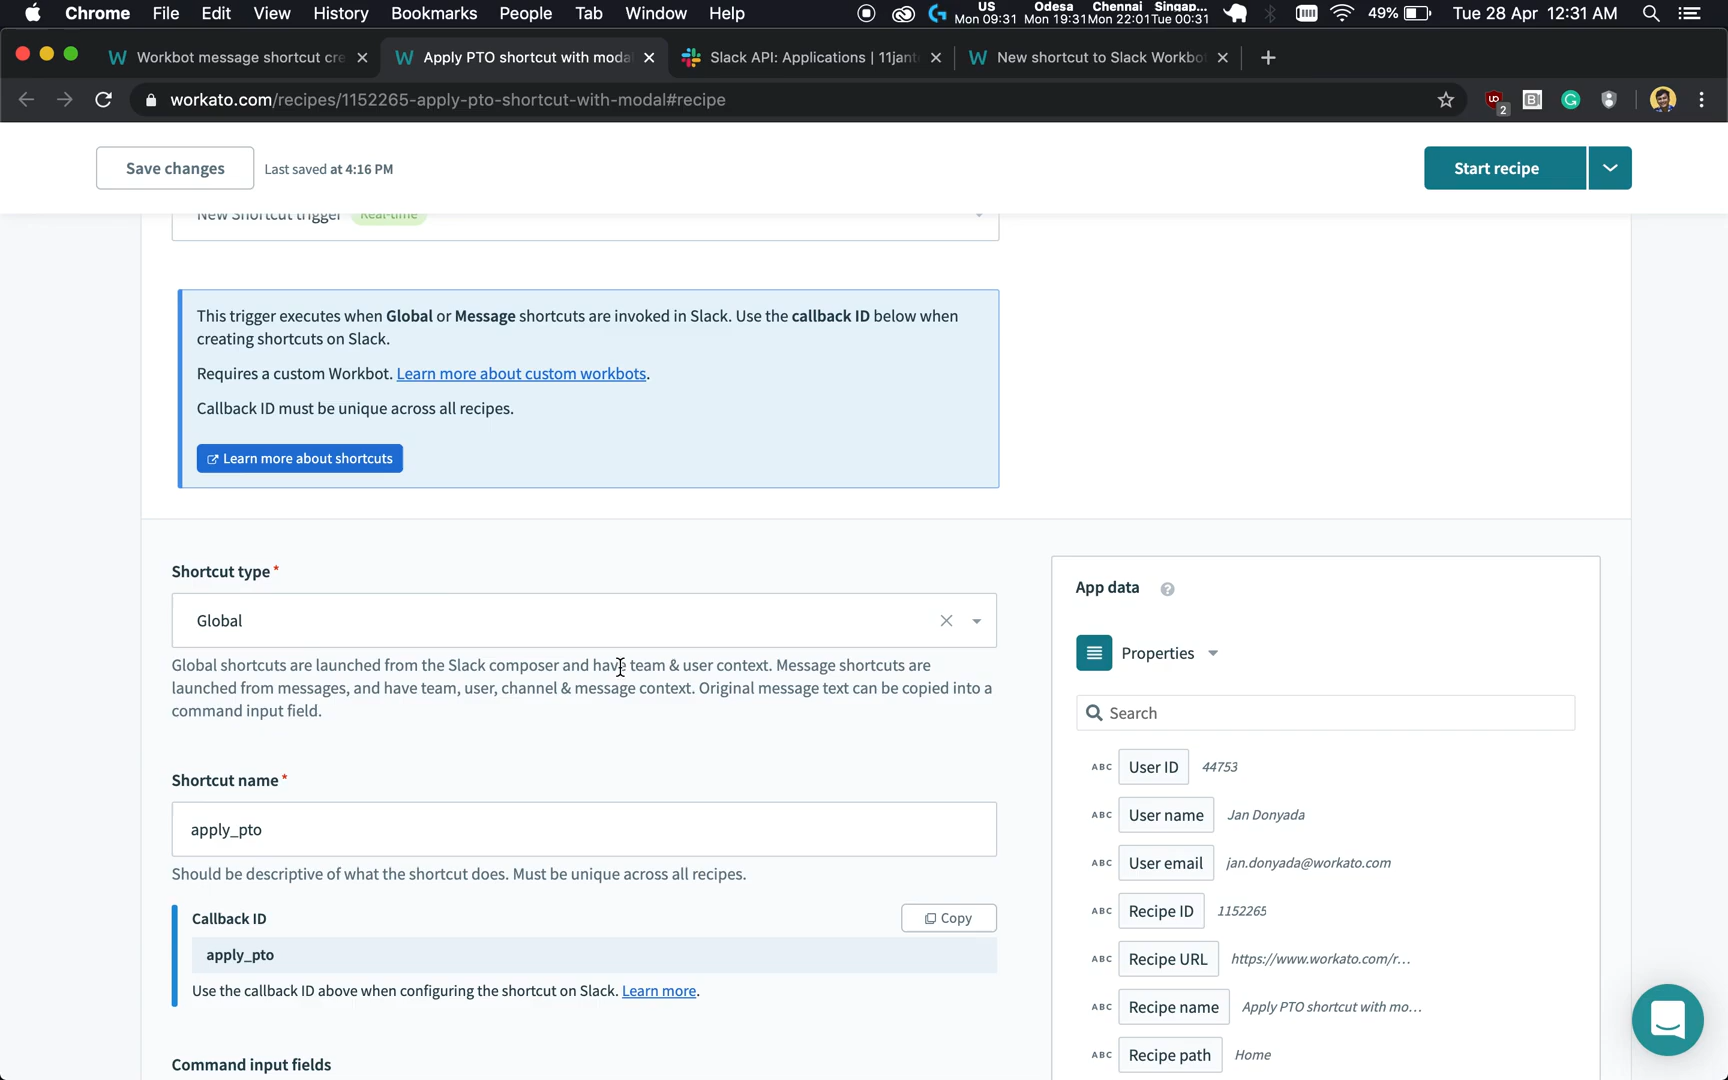 Chrome File Edit View History Bookmarks People Tab Window Help
US Odesa Chennai Singap...
Mon 09:31 Mon 19:31 Mon 22:01 Tue 00:31
49% Tue 28 Apr 12:31 AM
Workbot message shortcut cre
Apply PTO shortcut with moda
Slack API: Applications | 11jant
New shortcut to Slack Workbo
workato.com/recipes/1152265-apply-pto-shortcut-with-modal#recipe
2
Save changes
Last saved at 4:16 PM
Start recipe
New Shortcut trigger Real-time
This trigger executes when Global or Message shortcuts are invoked in Slack. Use the callback ID below when
creating shortcuts on Slack.
Requires a custom Workbot. Learn more about custom workbots.
Callback ID must be unique across all recipes.
Learn more about shortcuts
Shortcut type *
Global
Global shortcuts are launched from the Slack composer and have team & user context. Message shortcuts are
launched from messages, and have team, user, channel & message context. Original message text can be copied into a
command input field.
Shortcut name *
apply_pto
Should be descriptive of what the shortcut does. Must be unique across all recipes.
Callback ID
Copy
apply_pto
Use the callback ID above when configuring the shortcut on Slack. Learn more.
Command input fields
App data ?
Properties
Search
ABC User ID 44753
ABC User name Jan Donyada
ABC User email jan.donyada@workato.com
ABC Recipe ID 1152265
ABC Recipe URL https://www.workato.com/r...
ABC Recipe name Apply PTO shortcut with mo...
ABC Recipe path Home